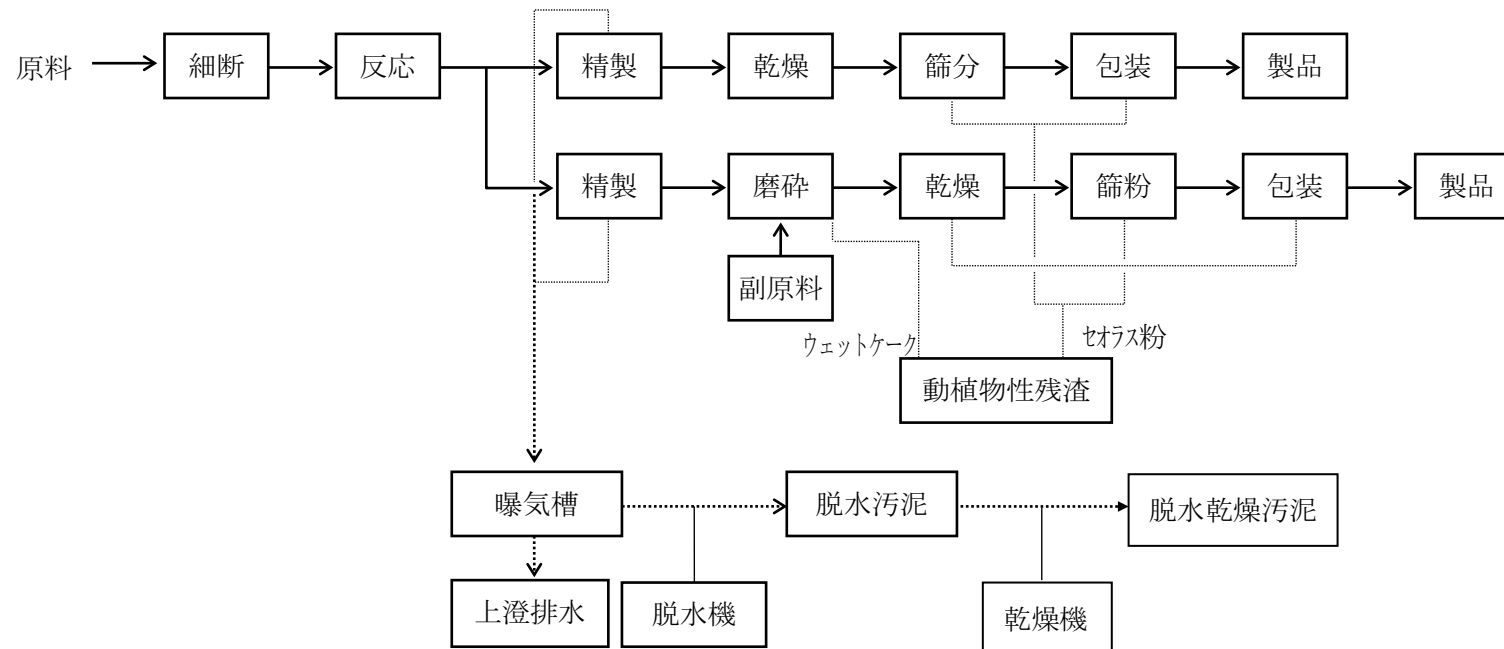 原料
細断
反応
精製
乾燥
篩分
包装
製品
精製
磨砕
乾燥
篩粉
包装
製品
副原料
ウェットケーク
セオラス粉
動植物性残渣
曝気槽
脱水汚泥
脱水乾燥汚泥
上澄排水
脱水機
乾燥機